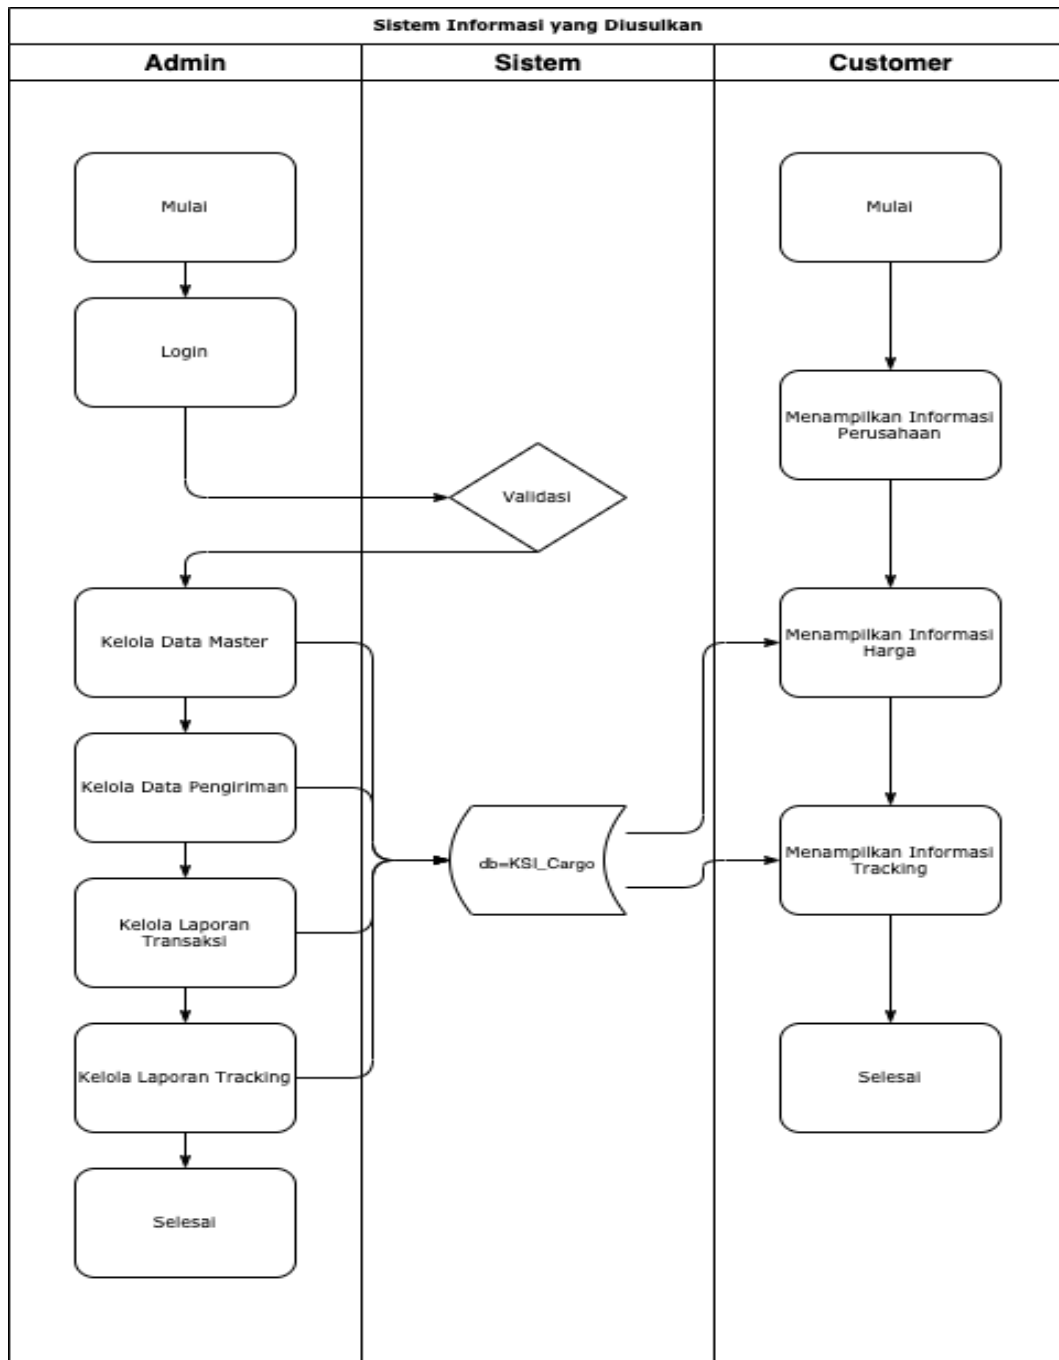 Sistem Informasi yang Diusulkan
Admin
Sistem
Customer
Mulai
Login
Validasi
Kelola Data Master
Kelola Data Pengiriman
Kelola Laporan
Transaksi
Kelola Laporan Tracking
Selesai
db=KSI_Cargo
Mulai
Menampilkan Informasi
Perusahaan
Menampilkan Informasi
Harga
Menampilkan Informasi
Tracking
Selesai